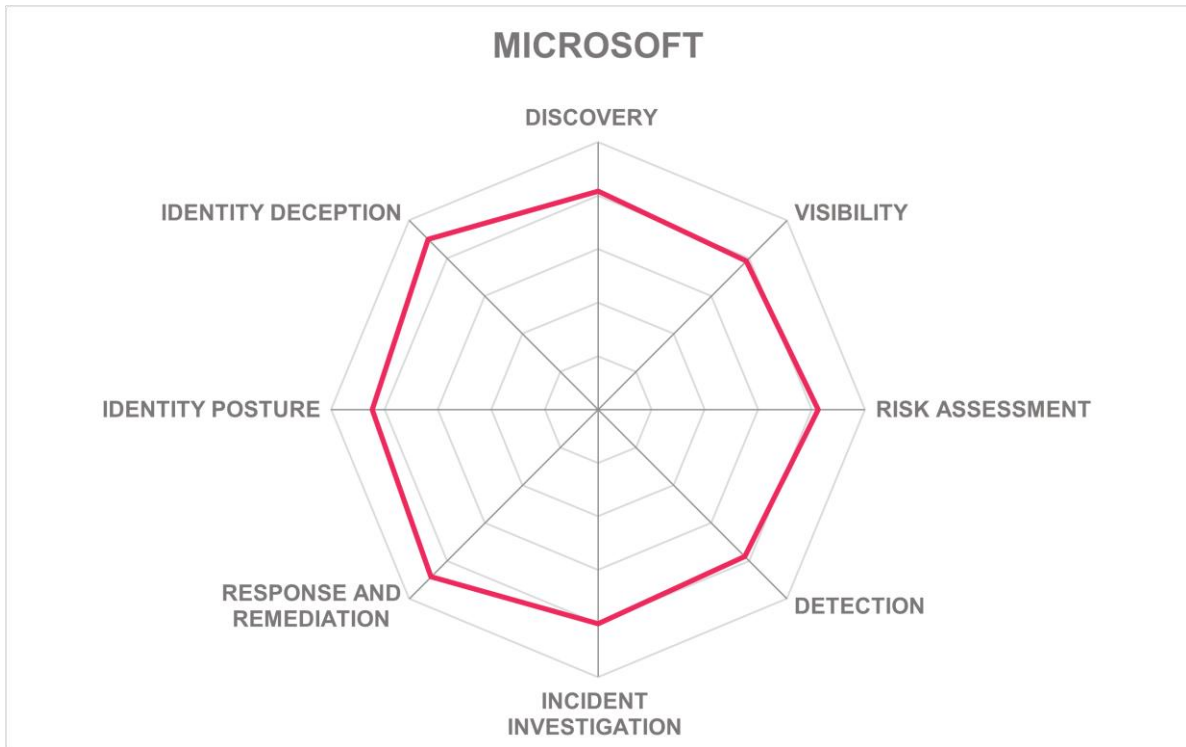 MICROSOFT
DISCOVERY
IDENTITY DECEPTION
VISIBILITY
IDENTITY POSTURE
RISK ASSESSMENT
RESPONSE AND
REMEDIATION
DETECTION
INCIDENT
INVESTIGATION